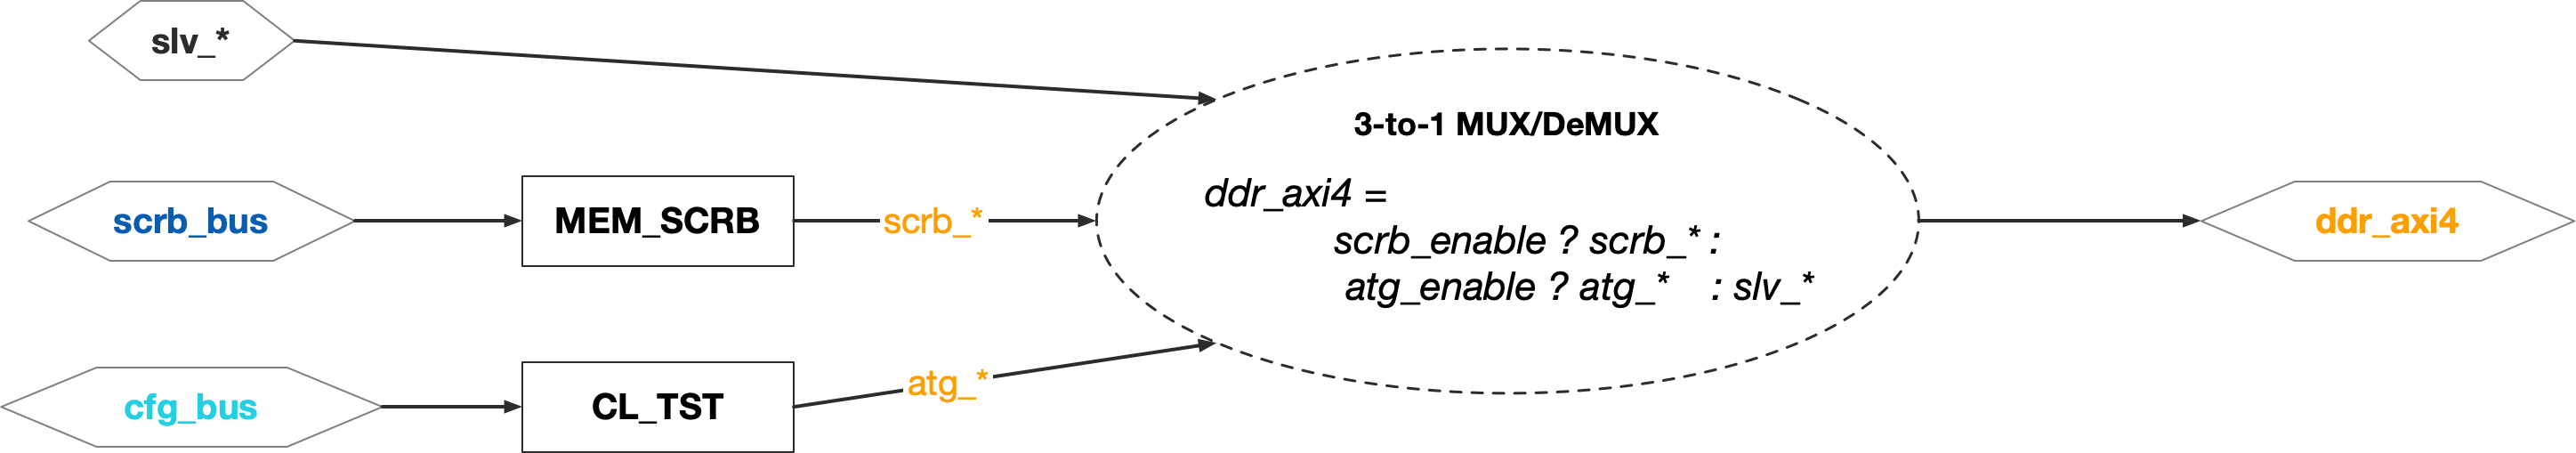 slv_*
scrb_bus
MEM_SCRB
scrb_*
cfg_bus
CL_TST
atg_*
3-to-1 MUX/DeMUX
ddr_axi4 =
scrb_enable ? scrb_* :
atg_enable ? atg_* : slv_*
ddr_axi4